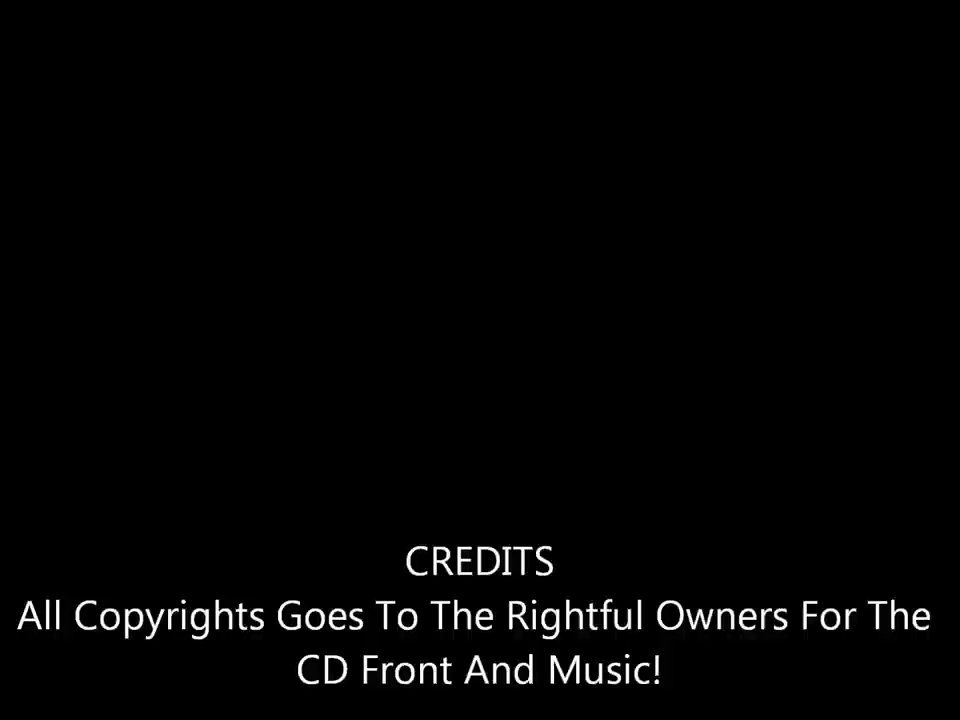 CREDITS
All Copyrights Goes To The Rightful Owners For The
CD Front And Music!